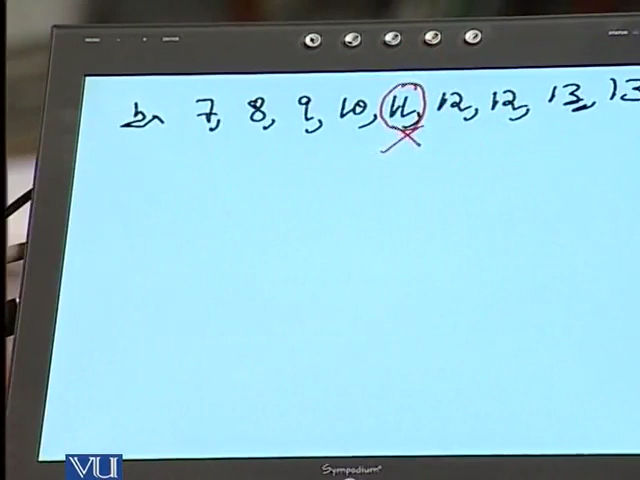 b. 7, 8, 9, 10, 11, 12, 12, 13, 13
VU
Sympodium